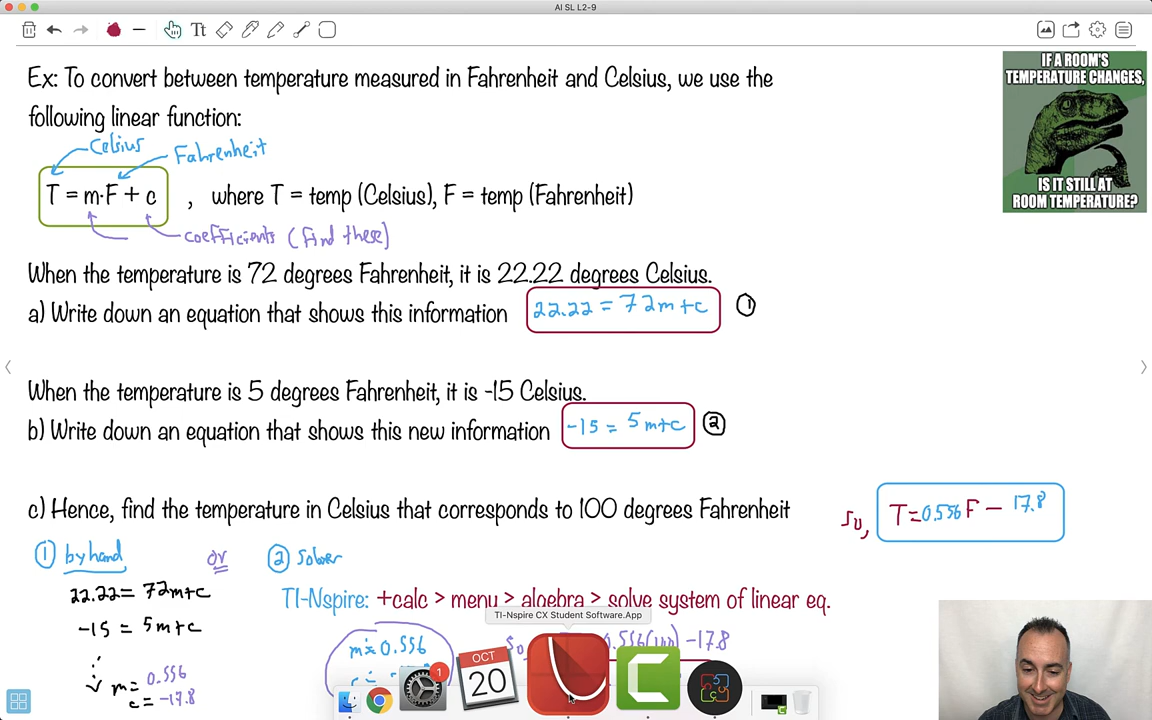 AI SL L2-9
Tt
Ex: To convert between temperature measured in Fahrenheit and Celsius, we use the
following linear function:
Celsius
Fahrenheit
T = m·F + c , where T = temp (Celsius), F = temp (Fahrenheit)
coefficients (find these)
IF A ROOM'S
TEMPERATURE CHANGES,
IS IT STILL AT
ROOM TEMPERATURE?
When the temperature is 72 degrees Fahrenheit, it is 22.22 degrees Celsius.
a) Write down an equation that shows this information 22.22 = 72m+c ①
When the temperature is 5 degrees Fahrenheit, it is -15 Celsius.
b) Write down an equation that shows this new information -15 = 5m+c ②
c) Hence, find the temperature in Celsius that corresponds to 100 degrees Fahrenheit
so, T=0.556F - 17.8
① by hand or ② Solver
22.22 = 72m+c
-15 = 5m+c
m= 0.556
c= -17.8
TI-Nspire: +calc > menu > algebra > solve system of linear eq.
TI-Nspire CX Student Software.App
m≈0.556
0.556(100) -17.8
OCT
20
1